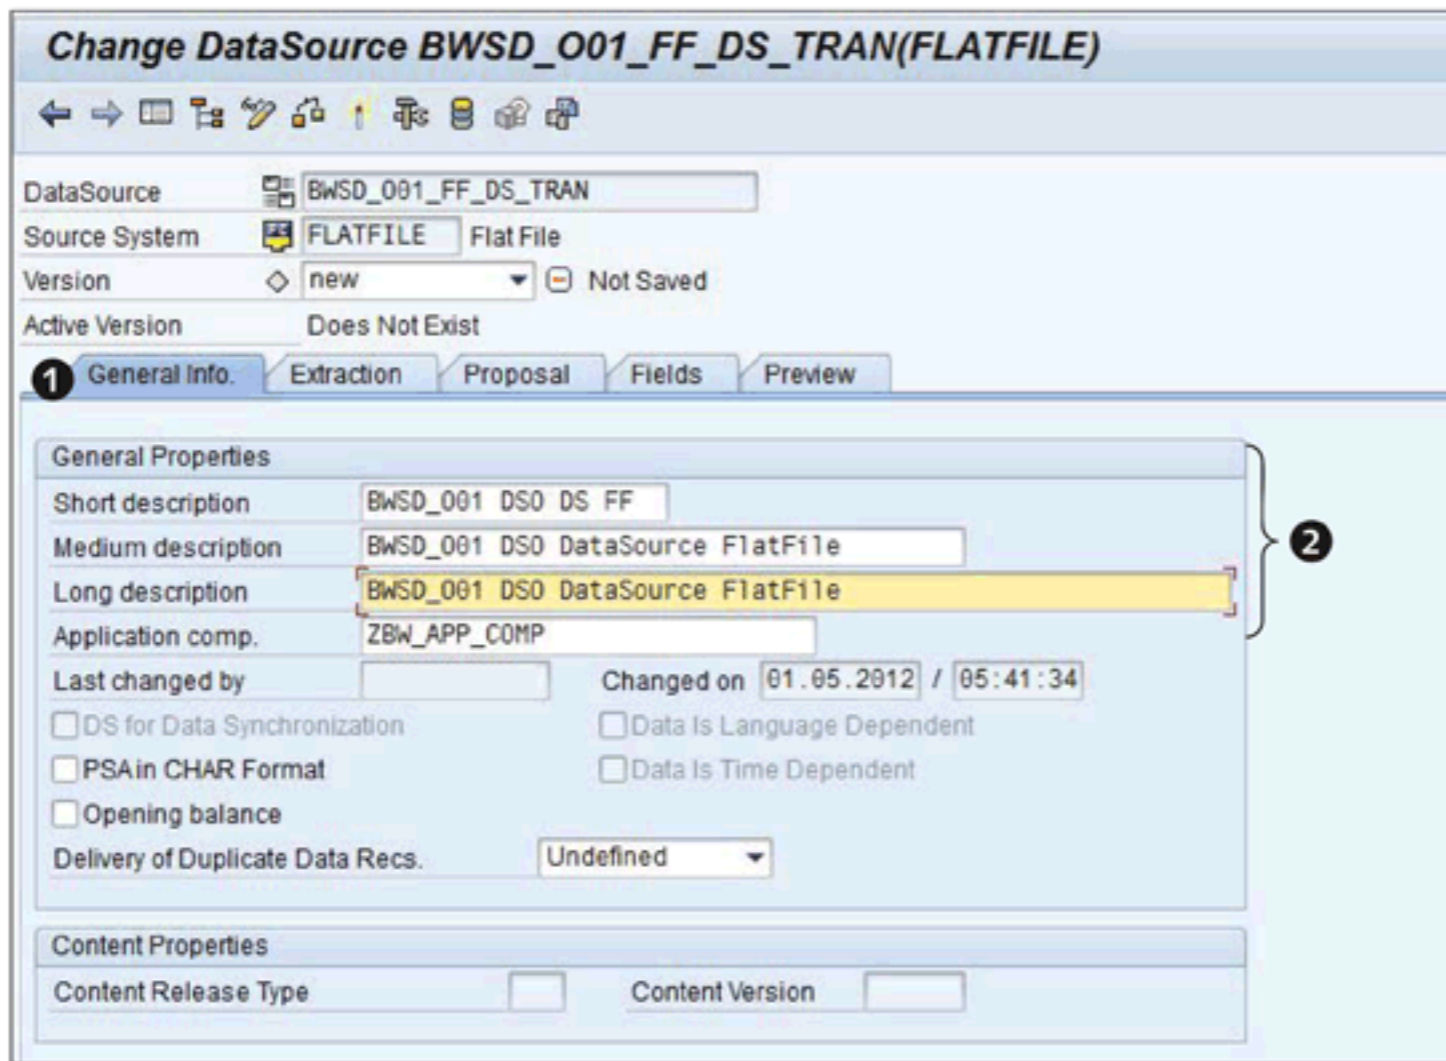 Change DataSource BWSD_O01_FF_DS_TRAN(FLATFILE)
DataSource BWSD_O01_FF_DS_TRAN
Source System FLATFILE Flat File
Version new Not Saved
Active Version Does Not Exist
1 General Info. Extraction Proposal Fields Preview
General Properties
Short description BWSD_O01 DSO DS FF
Medium description BWSD_O01 DSO DataSource FlatFile
2
Long description BWSD_O01 DSO DataSource FlatFile
Application comp. ZBW_APP_COMP
Last changed by Changed on 01.05.2012 / 05:41:34
DS for Data Synchronization Data Is Language Dependent
PSA in CHAR Format Data Is Time Dependent
Opening balance
Delivery of Duplicate Data Recs. Undefined
Content Properties
Content Release Type Content Version